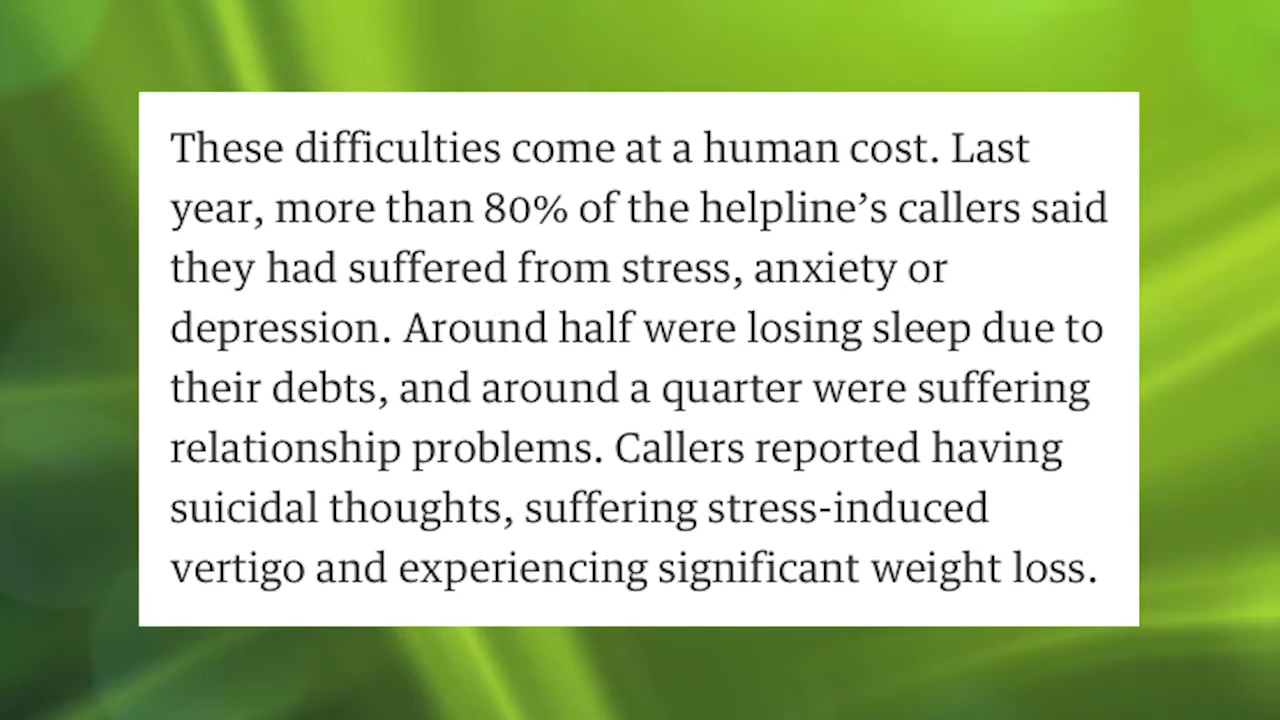 These difficulties come at a human cost. Last
year, more than 80% of the helpline’s callers said
they had suffered from stress, anxiety or
depression. Around half were losing sleep due to
their debts, and around a quarter were suffering
relationship problems. Callers reported having
suicidal thoughts, suffering stress-induced
vertigo and experiencing significant weight loss.